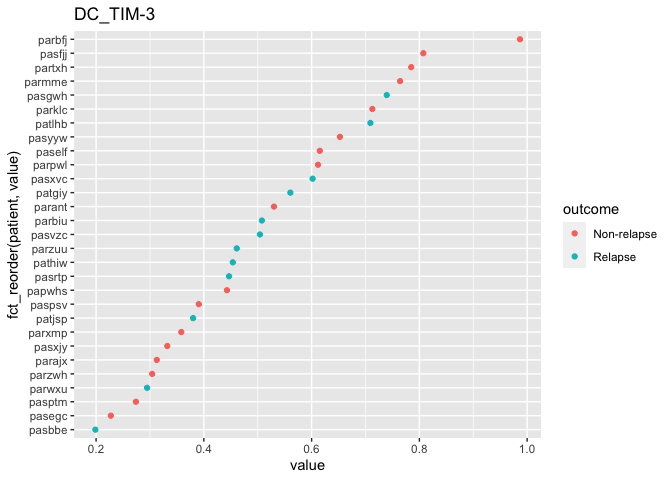 DC_TIM-3
fct_reorder(patient, value)
parbfj
pasfjj
partxh
parmme
pasgwh
parklc
patlhb
pasyyw
paself
parpwl
pasxvc
patgiy
parant
parbiu
pasvzc
parzuu
pathiw
pasrtp
papwhs
paspsv
patjsp
parxmp
pasxjy
parajx
parzwh
parwxu
pasptm
pasegc
pasbbe
0.2 0.4 0.6 0.8 1.0
value
outcome
Non-relapse
Relapse